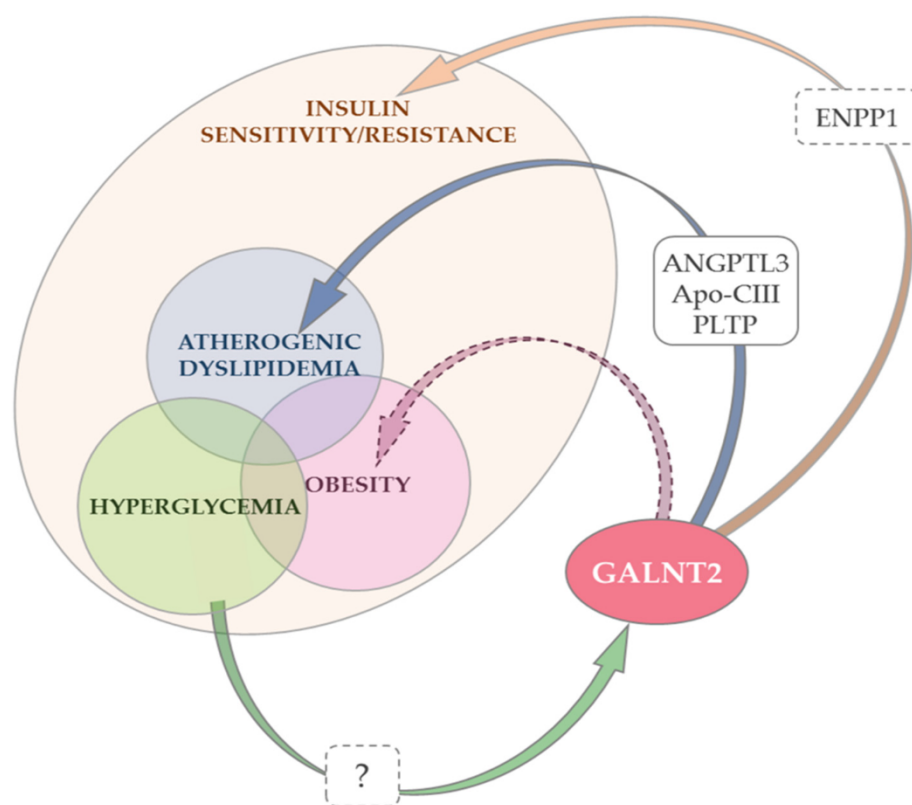 INSULIN
SENSITIVITY/RESISTANCE
ENPP1
ANGPTL3
Apo-CIII
PLTP
ATHEROGENIC
DYSLIPIDEMIA
OBESITY
HYPERGLYCEMIA
GALNT2
?